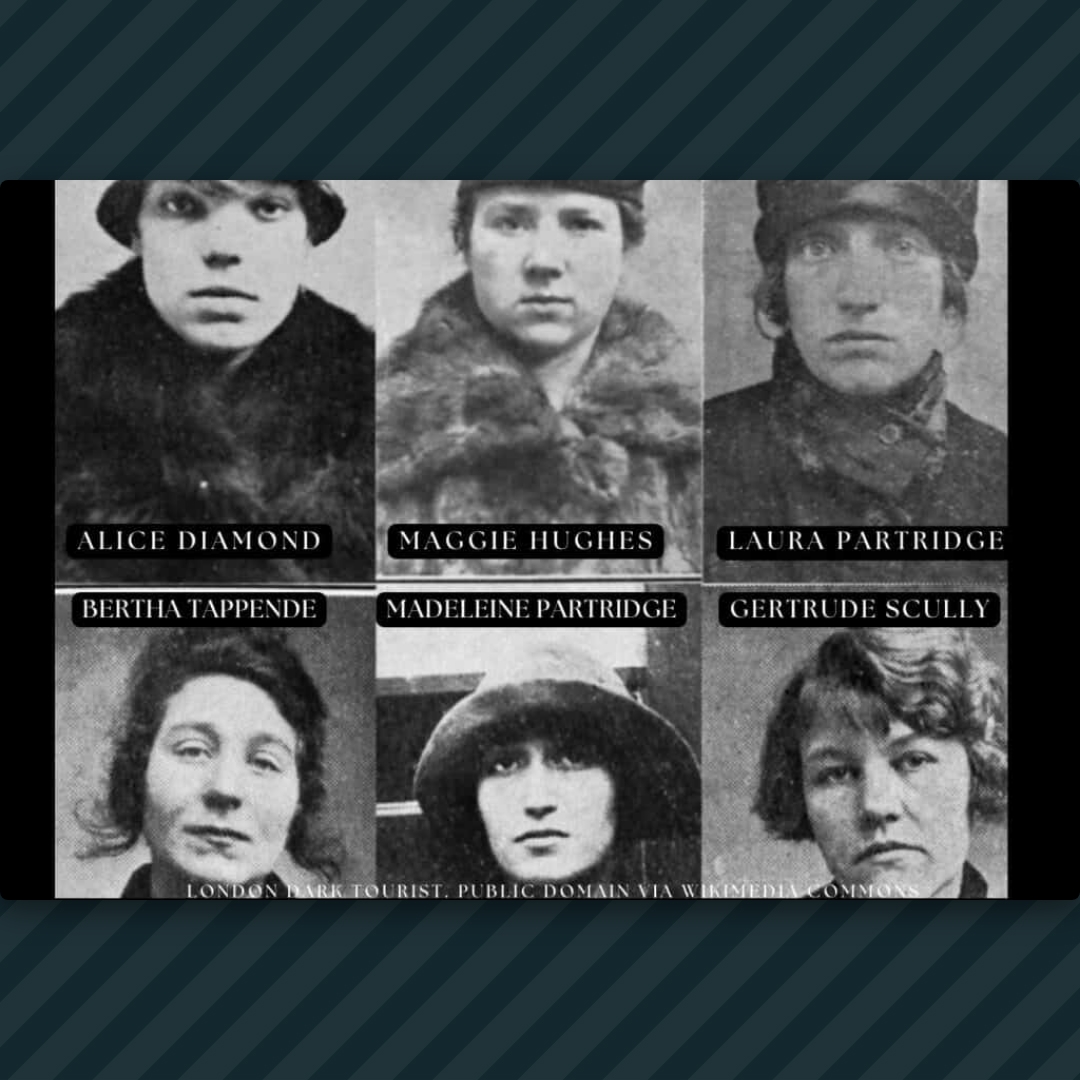 ALICE DIAMOND
MAGGIE HUGHES
LAURA PARTRIDGE
BERTHA TAPPENDE
MADELEINE PARTRIDGE
GERTRUDE SCULLY
LONDON DARK TOURIST, PUBLIC DOMAIN VIA WIKIMEDIA COMMONS